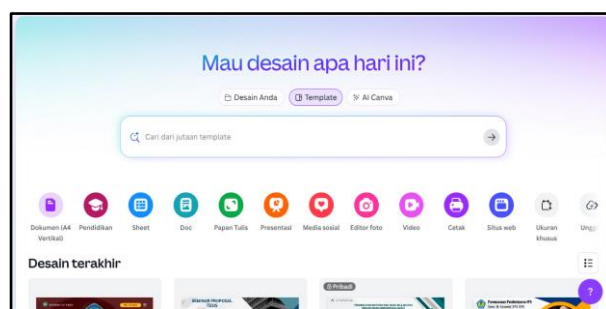 Mau desain apa hari ini?
Desain Anda
Template
AI Canva
Cari dari jutaan template
Dokumen (A4 Vertikal)
Pendidikan
Sheet
Doc
Papan Tulis
Presentasi
Media sosial
Editor foto
Video
Cetak
Situs web
Ukuran khusus
Desain terakhir
Pribadi
?